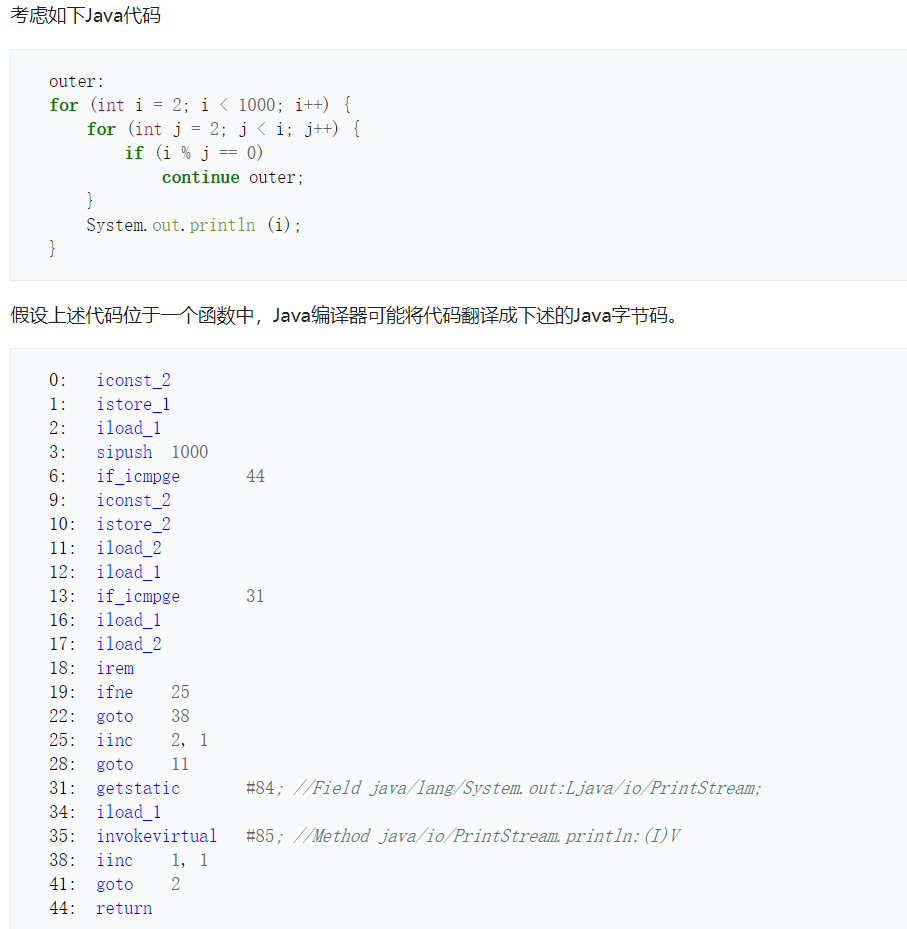 考虑如下Java代码
outer:
for (int i = 2; i < 1000; i++) {
    for (int j = 2; j < i; j++) {
        if (i % j == 0)
            continue outer;
    }
    System.out.println (i);
}
假设上述代码位于一个函数中，Java编译器可能将代码翻译成下述的Java字节码。
0:   iconst_2
1:   istore_1
2:   iload_1
3:   sipush  1000
6:   if_icmpge       44
9:   iconst_2
10:  istore_2
11:  iload_2
12:  iload_1
13:  if_icmpge       31
16:  iload_1
17:  iload_2
18:  irem
19:  ifne    25
22:  goto    38
25:  iinc    2, 1
28:  goto    11
31:  getstatic       #84; //Field java/lang/System.out:Ljava/io/PrintStream;
34:  iload_1
35:  invokevirtual   #85; //Method java/io/PrintStream.println:(I)V
38:  iinc    1, 1
41:  goto    2
44:  return